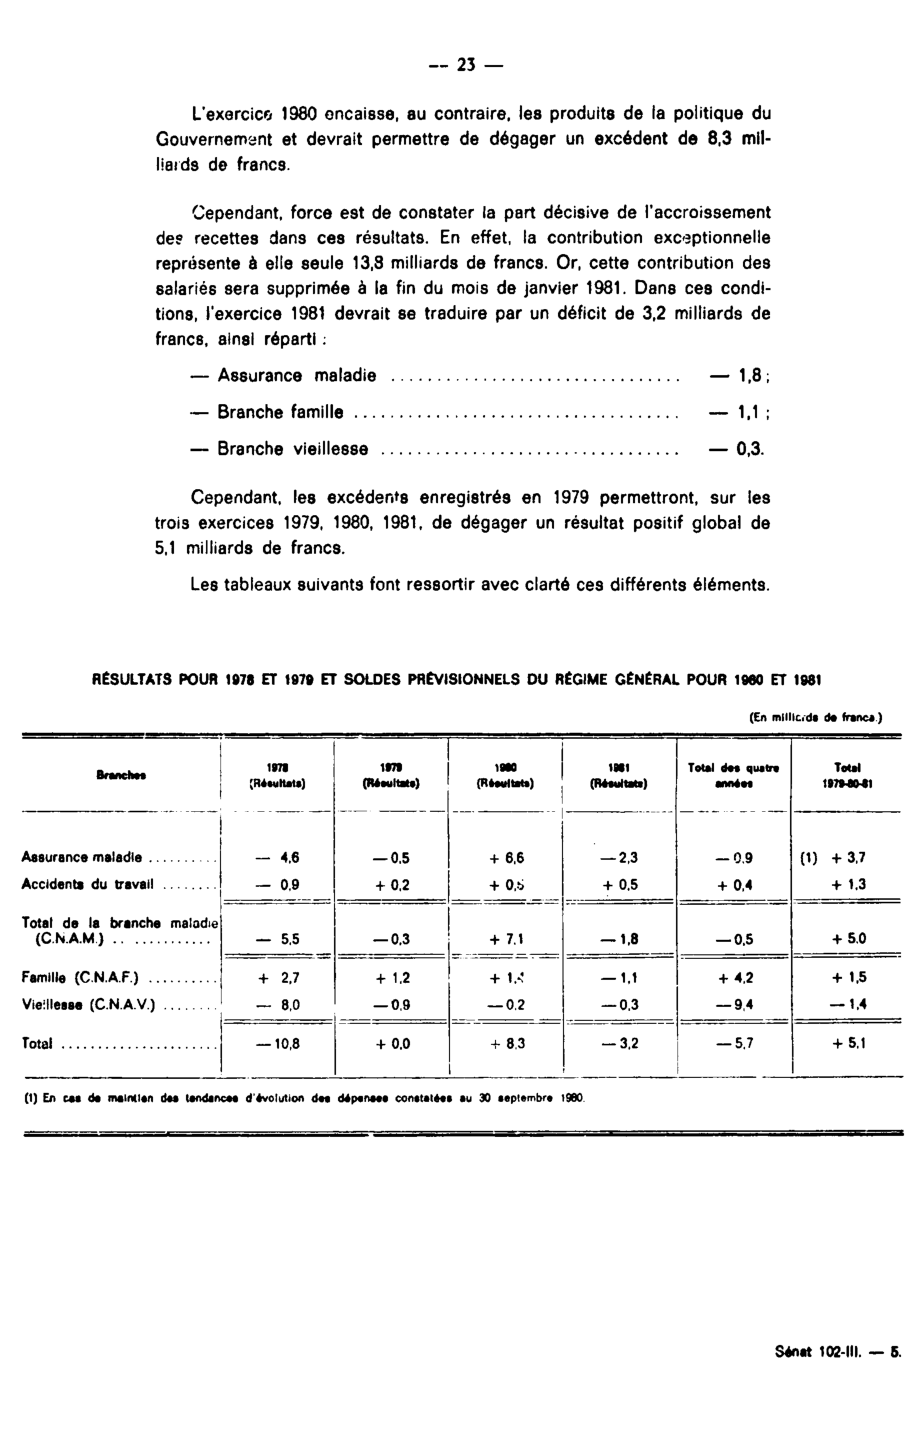 -- 23 —
L'exercice 1980 encaisse, au contraire, les produits de la politique du
Gouvernement et devrait permettre de dégager un excédent de 8,3 mil-
liards de francs.
Cependant, force est de constater la part décisive de l'accroissement
des recettes dans ces résultats. En effet, la contribution exceptionnelle
représente à elle seule 13,8 milliards de francs. Or, cette contribution des
salariés sera supprimée à la fin du mois de janvier 1981. Dans ces condi-
tions, l'exercice 1981 devrait se traduire par un déficit de 3,2 milliards de
francs, ainsi réparti :
— Assurance maladie ................................ — 1,8 ;
— Branche famille .................................... — 1,1 ;
— Branche vieillesse ................................. — 0,3.
Cependant, les excédents enregistrés en 1979 permettront, sur les
trois exercices 1979, 1980, 1981, de dégager un résultat positif global de
5,1 milliards de francs.
Les tableaux suivants font ressortir avec clarté ces différents éléments.
RÉSULTATS POUR 1978 ET 1979 ET SOLDES PRÉVISIONNELS DU RÉGIME GÉNÉRAL POUR 1980 ET 1981
(En milliards de francs.)
Branches 1978 (Résultats) 1979 (Résultats) 1980 (Résultats) 1981 (Résultats) Total des quatre années Total 1979-80-81
Assurance maladie .......... — 4,6 — 0,5 + 6,6 — 2,3 — 0,9 (1) + 3,7
Accidents du travail ........ — 0,9 + 0,2 + 0,5 + 0,5 + 0,4 + 1,3
Total de la branche maladie
(C.N.A.M.) .. ........... — 5,5 — 0,3 + 7,1 — 1,8 — 0,5 + 5,0
Famille (C.N.A.F.) .......... + 2,7 + 1,2 — 1,1 + 4,2 + 1,5
Vieillesse (C.N.A.V.) ........ — 8,0 — 0,9 — 0,2 — 0,3 — 9,4 — 1,4
Total ...................... — 10,8 + 0,0 + 8,3 — 3,2 — 5,7 + 5,1
(1) En cas de maintien des tendances d'évolution des dépenses constatées au 30 septembre 1980.
Sénat 102-III. — 5.